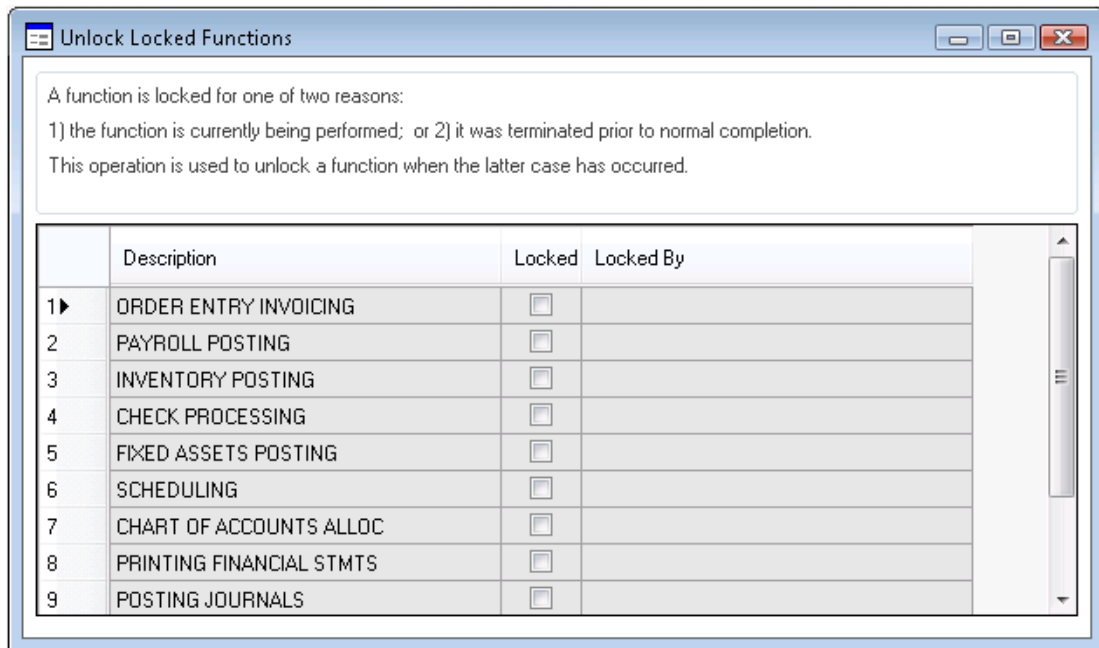 Unlock Locked Functions
A function is locked for one of two reasons:
1) the function is currently being performed;  or 2) it was terminated prior to normal completion.
This operation is used to unlock a function when the latter case has occurred.
Description Locked Locked By
1 ORDER ENTRY INVOICING
2 PAYROLL POSTING
3 INVENTORY POSTING
4 CHECK PROCESSING
5 FIXED ASSETS POSTING
6 SCHEDULING
7 CHART OF ACCOUNTS ALLOC
8 PRINTING FINANCIAL STMTS
9 POSTING JOURNALS